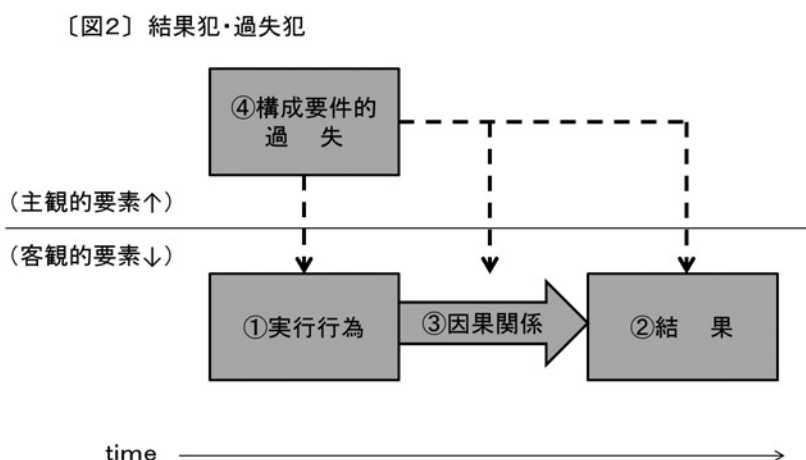 〔図2〕 結果犯・過失犯
④構成要件的
過 失
(主観的要素↑)
(客観的要素↓)
①実行行為
③因果関係
②結 果
time